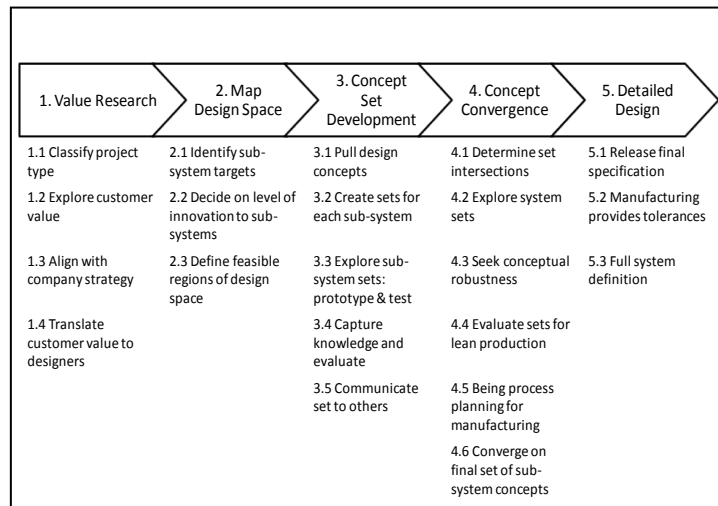 1. Value Research
2. Map
Design Space
3. Concept
Set
Development
4. Concept
Convergence
5. Detailed
Design
1.1 Classify project
type
1.2 Explore customer
value
1.3 Align with
company strategy
1.4 Translate
customer value to
designers
2.1 Identify sub-
system targets
2.2 Decide on level of
innovation to sub-
systems
2.3 Define feasible
regions of design
space
3.1 Pull design
concepts
3.2 Create sets for
each sub-system
3.3 Explore sub-
system sets:
prototype & test
3.4 Capture
knowledge and
evaluate
3.5 Communicate
set to others
4.1 Determine set
intersections
4.2 Explore system
sets
4.3 Seek conceptual
robustness
4.4 Evaluate sets for
lean production
4.5 Being process
planning for
manufacturing
4.6 Converge on
final set of sub-
system concepts
5.1 Release final
specification
5.2 Manufacturing
provides tolerances
5.3 Full system
definition